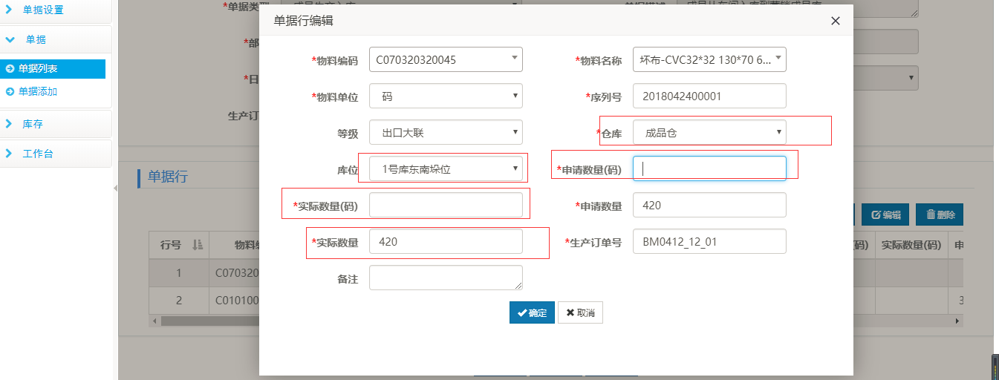 单据设置
单据
单据列表
单据添加
库存
工作台
*单据类型
单据行编辑
*物料编码 C070320320045
*物料名称 坯布-CVC32*32 130*70 6...
*物料单位 码
*序列号 2018042400001
等级 出口大联
*仓库 成品仓
库位 1号库东南垛位
*申请数量(码)
*实际数量(码)
*申请数量 420
*实际数量 420
*生产订单号 BM0412_12_01
备注
确定 取消
*部
*日
生产订
单据行
编辑 删除
行号 物料编 码) 实际数量(码) 申
1 C070320
2 C010100 3